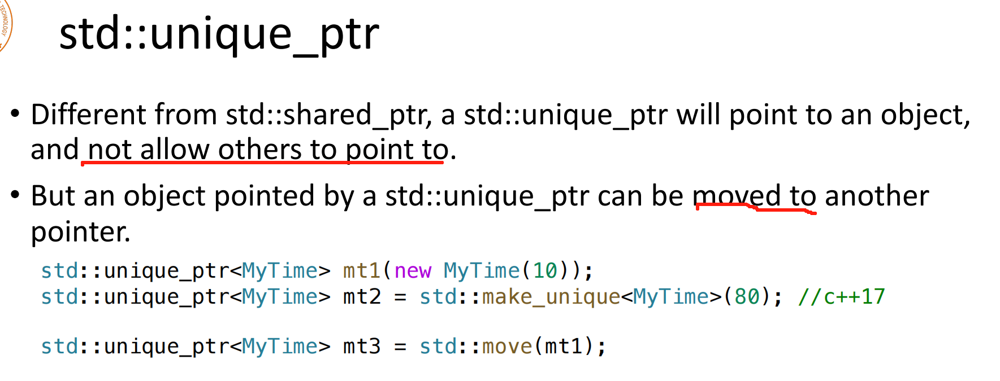 TECHNOLOGY
std::unique_ptr
• Different from std::shared_ptr, a std::unique_ptr will point to an object,
and not allow others to point to.
• But an object pointed by a std::unique_ptr can be moved to another
pointer.
std::unique_ptr<MyTime> mt1(new MyTime(10));
std::unique_ptr<MyTime> mt2 = std::make_unique<MyTime>(80); //c++17
std::unique_ptr<MyTime> mt3 = std::move(mt1);